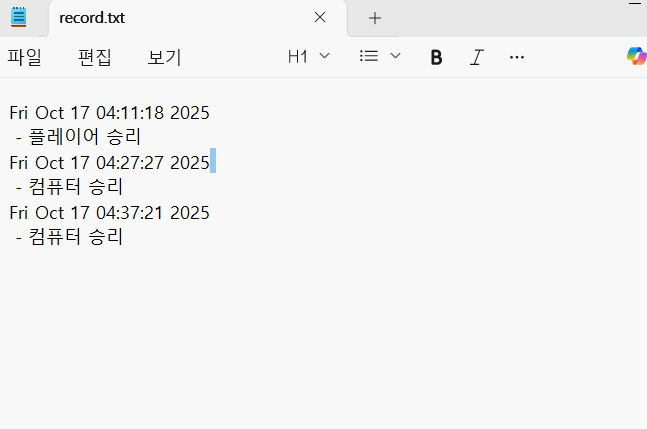 record.txt
파일 편집 보기 H1 B I
Fri Oct 17 04:11:18 2025
- 플레이어 승리
Fri Oct 17 04:27:27 2025
- 컴퓨터 승리
Fri Oct 17 04:37:21 2025
- 컴퓨터 승리